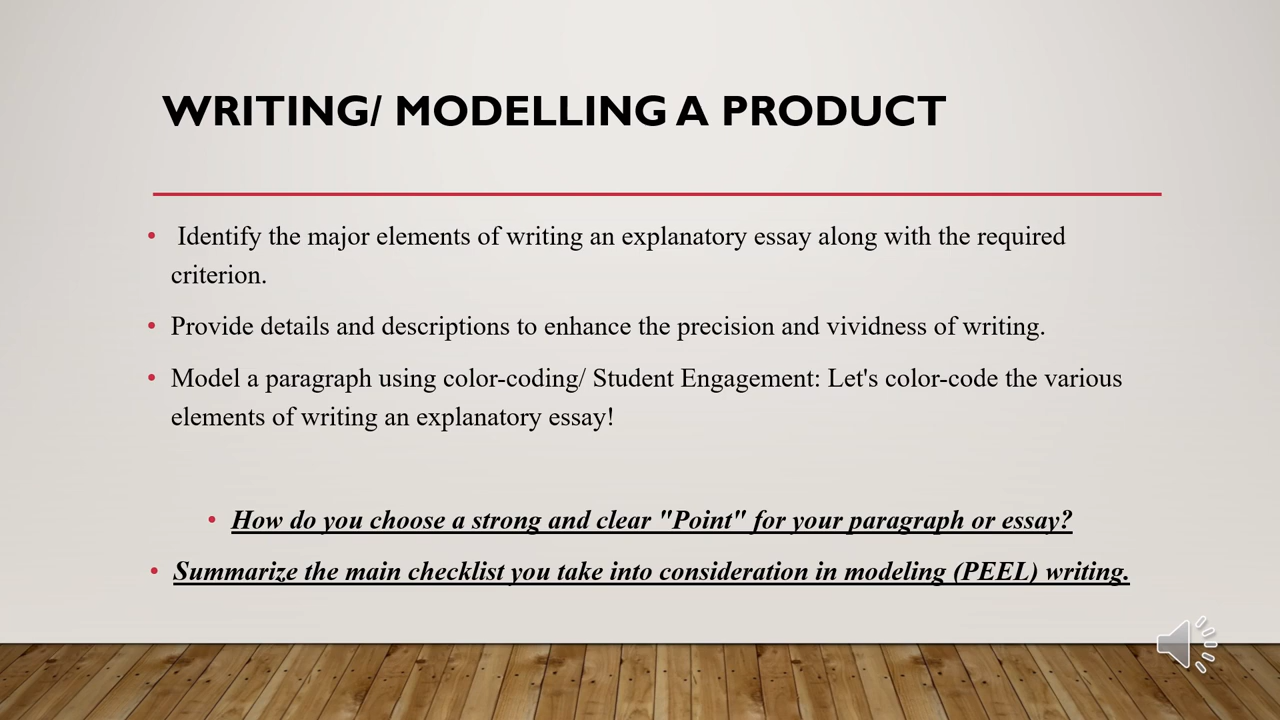 WRITING/ MODELLING A PRODUCT
• Identify the major elements of writing an explanatory essay along with the required
criterion.
• Provide details and descriptions to enhance the precision and vividness of writing.
• Model a paragraph using color-coding/ Student Engagement: Let's color-code the various
elements of writing an explanatory essay!
• How do you choose a strong and clear "Point" for your paragraph or essay?
• Summarize the main checklist you take into consideration in modeling (PEEL) writing.